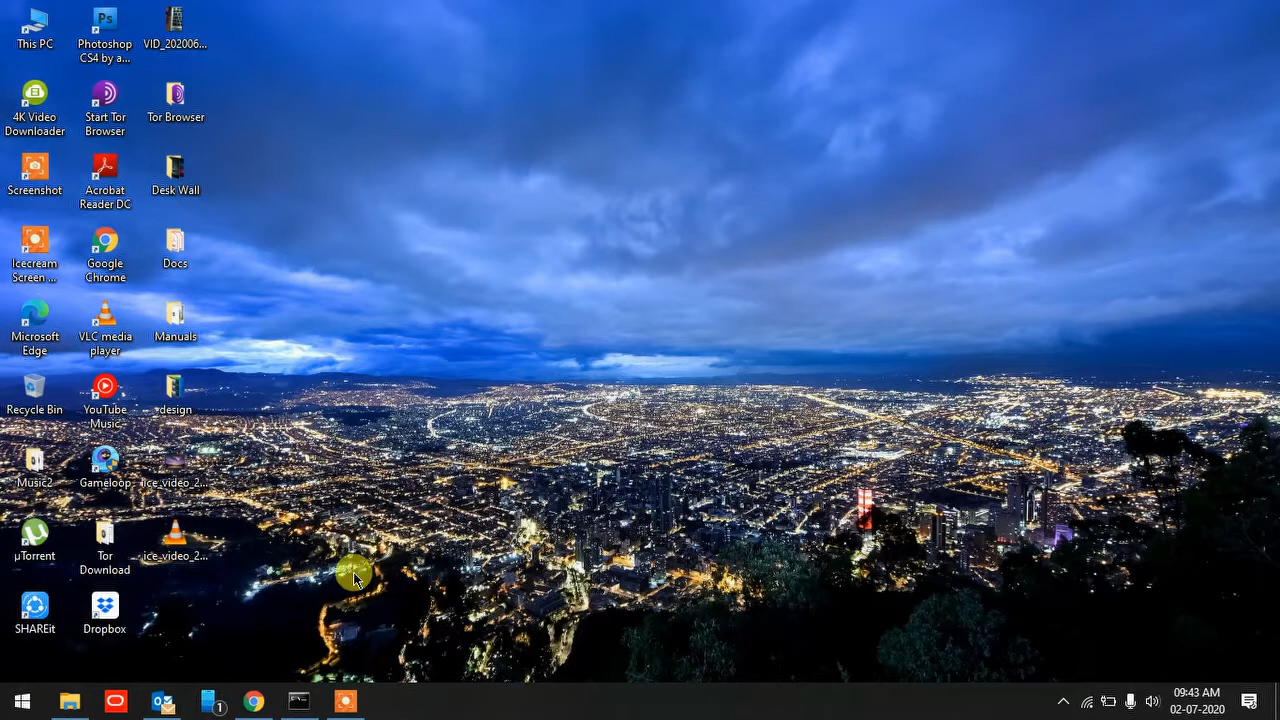 This PC
Photoshop
CS4 by a...
VID_202006...
4K Video
Downloader
Start Tor
Browser
Tor Browser
Screenshot
Acrobat
Reader DC
Desk Wall
Icecream
Screen ...
Google
Chrome
Docs
Microsoft
Edge
VLC media
player
Manuals
Recycle Bin
YouTube
Music
design
Music2
Gameloop
ice_video_2...
µTorrent
Tor
Download
ice_video_2...
SHAREit
Dropbox
Ps
1
09:43 AM
02-07-2020